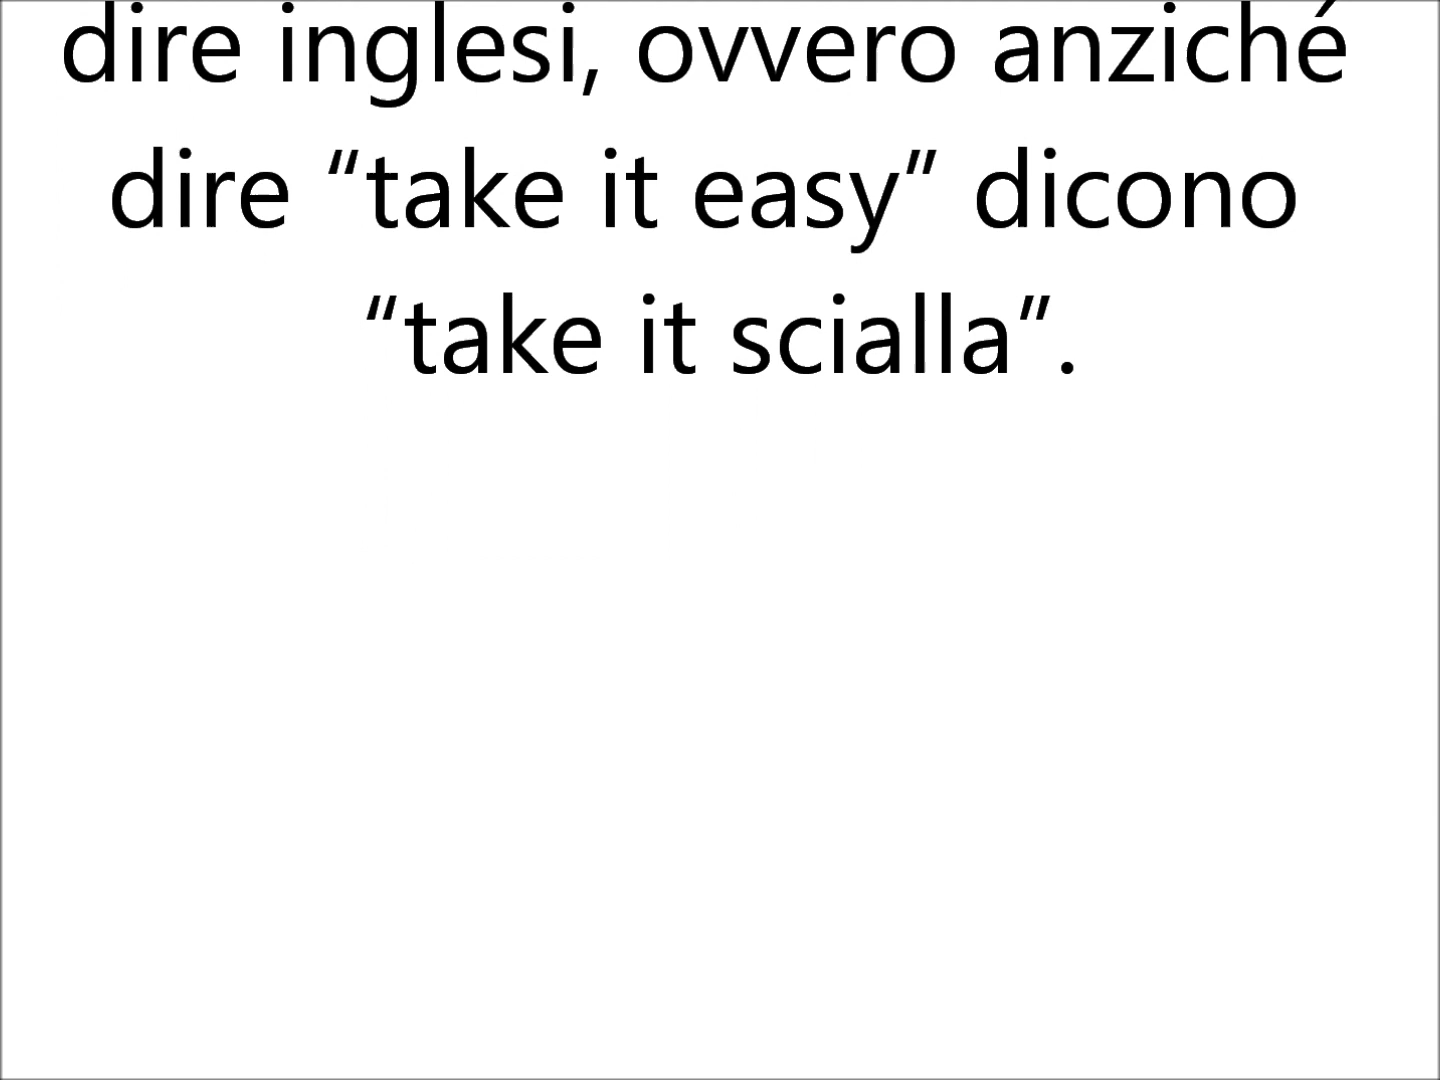 dire inglesi, ovvero anziché
dire “take it easy” dicono
“take it scialla”.